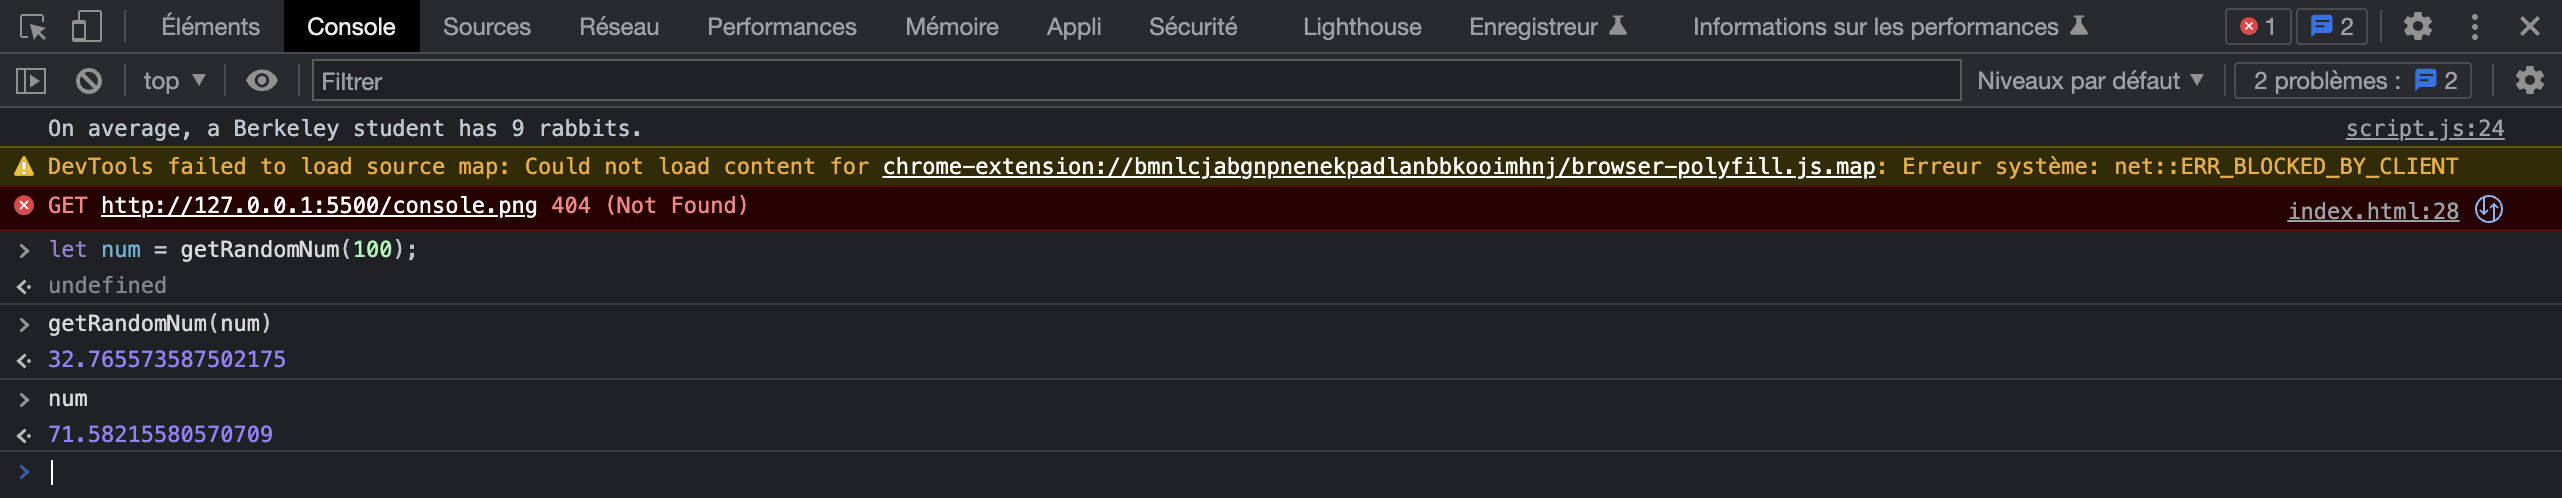 Éléments Console Sources Réseau Performances Mémoire Appli Sécurité Lighthouse Enregistreur Informations sur les performances 1 2
top Filtrer Niveaux par défaut 2 problèmes : 2
On average, a Berkeley student has 9 rabbits. script.js:24
DevTools failed to load source map: Could not load content for chrome-extension://bmnlcjabgnpnenekpadlanbbkooimhnj/browser-polyfill.js.map: Erreur système: net::ERR_BLOCKED_BY_CLIENT
GET http://127.0.0.1:5500/console.png 404 (Not Found) index.html:28
> let num = getRandomNum(100);
undefined
> getRandomNum(num)
32.765573587502175
> num
71.58215580570709
>